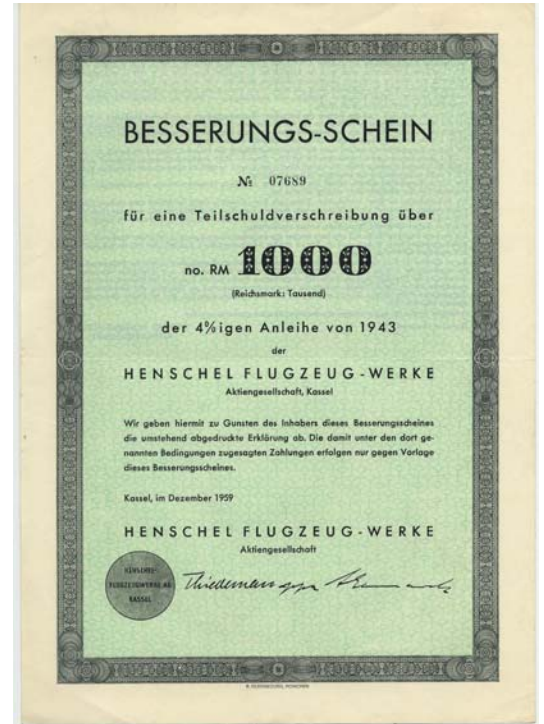 BESSERUNGS-SCHEIN
№ 07689
für eine Teilschuldverschreibung über
no. RM 1000
(Reichsmark: Tausend)
der 4%igen Anleihe von 1943
der
HENSCHEL FLUGZEUG-WERKE
Aktiengesellschaft, Kassel
Wir geben hiermit zu Gunsten des Inhabers dieses Besserungsscheines
die umstehend abgedruckte Erklärung ab. Die damit unter den dort ge-
nannten Bedingungen zugesagten Zahlungen erfolgen nur gegen Vorlage
dieses Besserungsscheines.
Kassel, im Dezember 1959
HENSCHEL FLUGZEUG-WERKE
Aktiengesellschaft
HENSCHEL-
FLUGZEUGWERKE AG
KASSEL
Thiedemann ppa